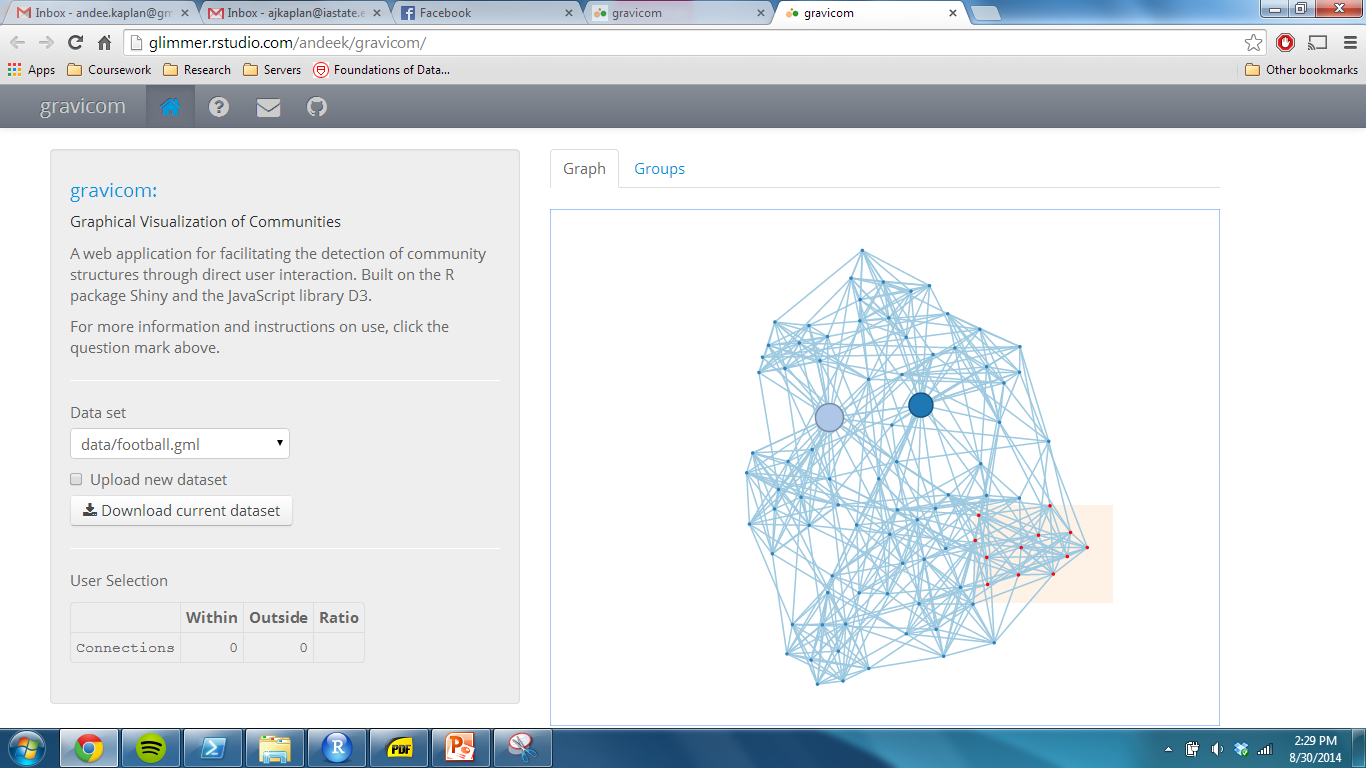 Inbox - andee.kaplan@gm
Inbox - ajkaplan@iastate.e
Facebook
gravicom
gravicom
glimmer.rstudio.com/andeek/gravicom/
Apps
Coursework
Research
Servers
Foundations of Data...
Other bookmarks
gravicom
Graph
Groups
gravicom:
Graphical Visualization of Communities
A web application for facilitating the detection of community
structures through direct user interaction. Built on the R
package Shiny and the JavaScript library D3.
For more information and instructions on use, click the
question mark above.
Data set
data/football.gml
Upload new dataset
Download current dataset
User Selection
Within Outside Ratio
Connections 0 0
R
PDF
P
2:29 PM
8/30/2014